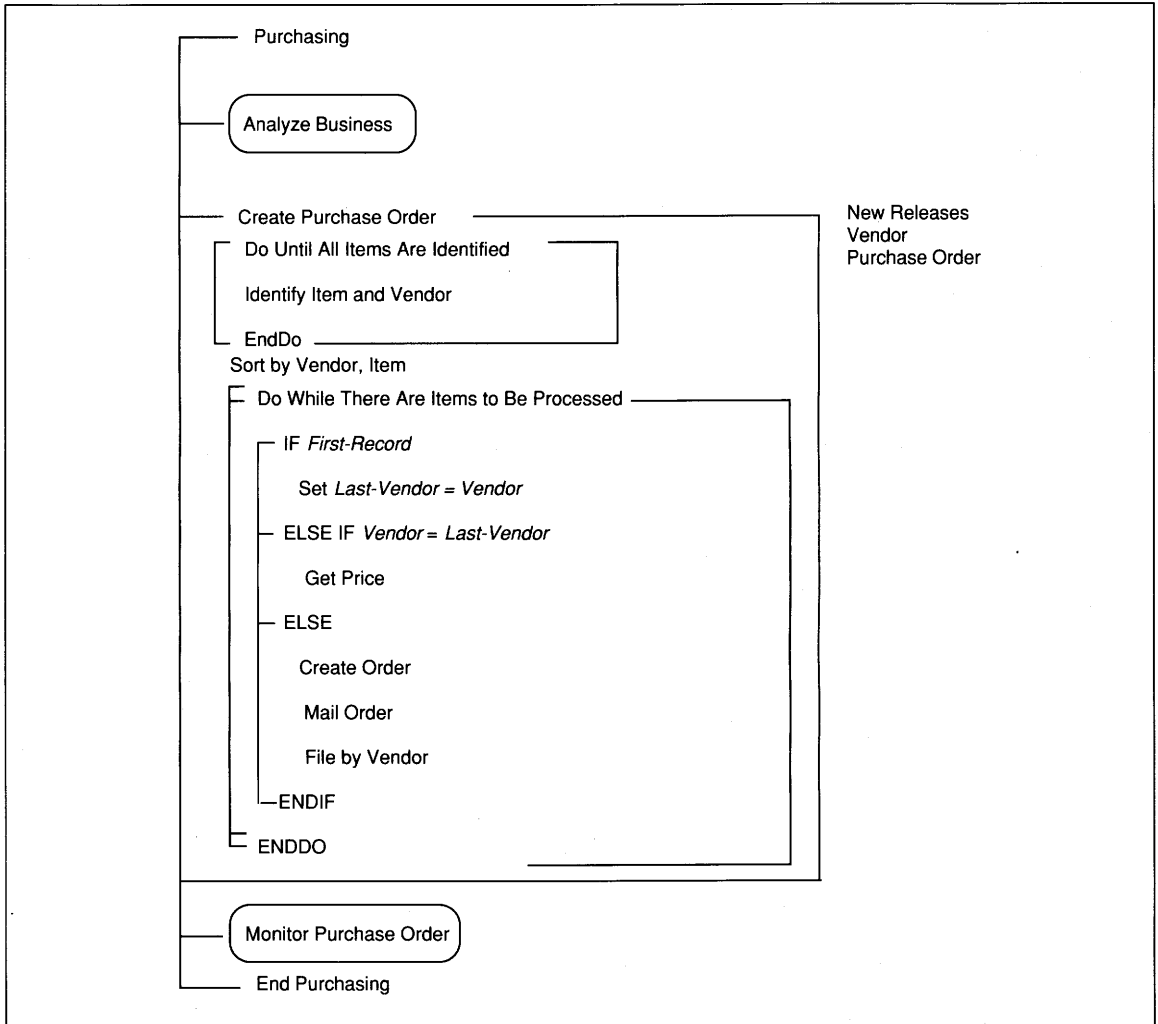 Purchasing
Analyze Business
Create Purchase Order
New Releases
Vendor
Purchase Order
Do Until All Items Are Identified
Identify Item and Vendor
EndDo
Sort by Vendor, Item
Do While There Are Items to Be Processed
IF First-Record
Set Last-Vendor = Vendor
ELSE IF Vendor = Last-Vendor
Get Price
ELSE
Create Order
Mail Order
File by Vendor
ENDIF
ENDDO
Monitor Purchase Order
End Purchasing